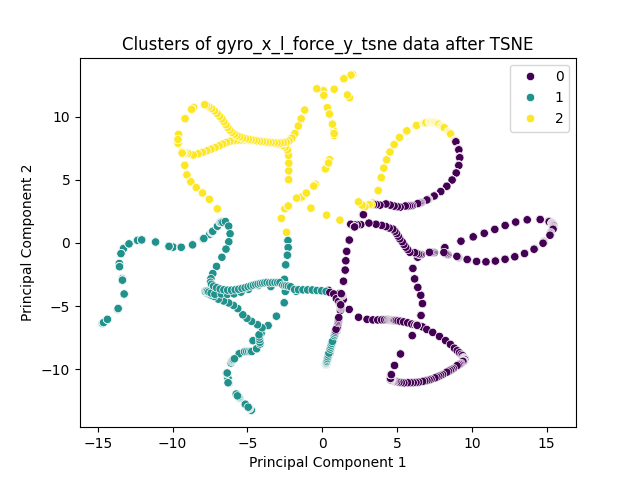 Clusters of gyro_x_l_force_y_tsne data after TSNE
0
1
2
10
5
0
−5
−10
Principal Component 2
−15 −10 −5 0 5 10 15
Principal Component 1